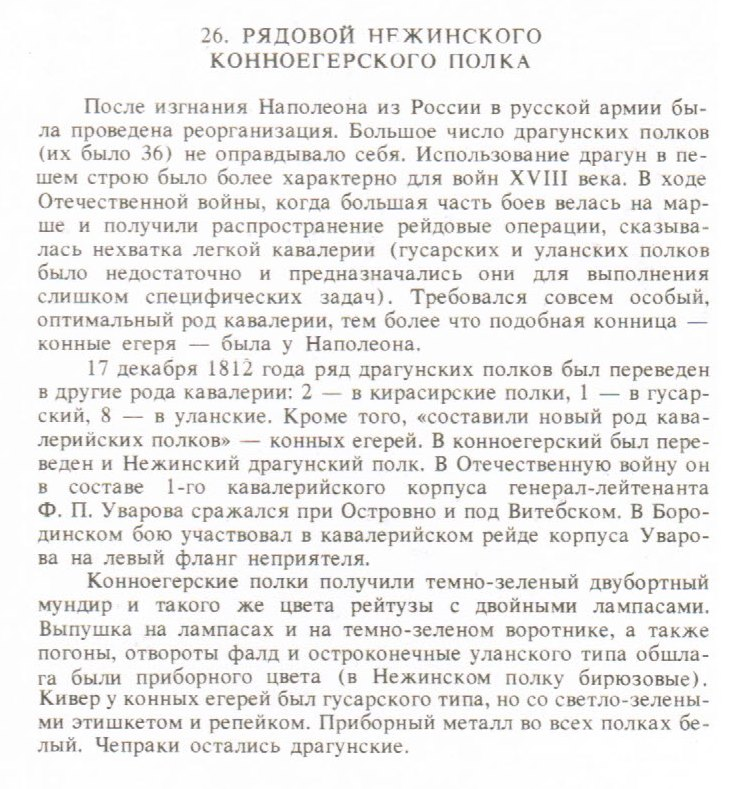 26. РЯДОВОЙ НЕЖИНСКОГО
КОННОЕГЕРСКОГО ПОЛКА
После изгнания Наполеона из России в русской армии бы-
ла проведена реорганизация. Большое число драгунских полков
(их было 36) не оправдывало себя. Использование драгун в пе-
шем строю было более характерно для войн XVIII века. В ходе
Отечественной войны, когда большая часть боев велась на мар-
ше и получили распространение рейдовые операции, сказыва-
лась нехватка легкой кавалерии (гусарских и уланских полков
было недостаточно и предназначались они для выполнения
слишком специфических задач). Требовался совсем особый,
оптимальный род кавалерии, тем более что подобная конница —
конные егеря — была у Наполеона.
17 декабря 1812 года ряд драгунских полков был переведен
в другие рода кавалерии: 2 — в кирасирские полки, 1 — в гусар-
ский, 8 — в уланские. Кроме того, «составили новый род кава-
лерийских полков» — конных егерей. В конноегерский был пере-
веден и Нежинский драгунский полк. В Отечественную войну он
в составе 1-го кавалерийского корпуса генерал-лейтенанта
Ф. П. Уварова сражался при Островно и под Витебском. В Боро-
динском бою участвовал в кавалерийском рейде корпуса Уваро-
ва на левый фланг неприятеля.
Конноегерские полки получили темно-зеленый двубортный
мундир и такого же цвета рейтузы с двойными лампасами.
Выпушка на лампасах и на темно-зеленом воротнике, а также
погоны, отвороты фалд и остроконечные уланского типа обшла-
га были приборного цвета (в Нежинском полку бирюзовые).
Кивер у конных егерей был гусарского типа, но со светло-зелены-
ми этишкетом и репейком. Приборный металл во всех полках бе-
лый. Чепраки остались драгунские.